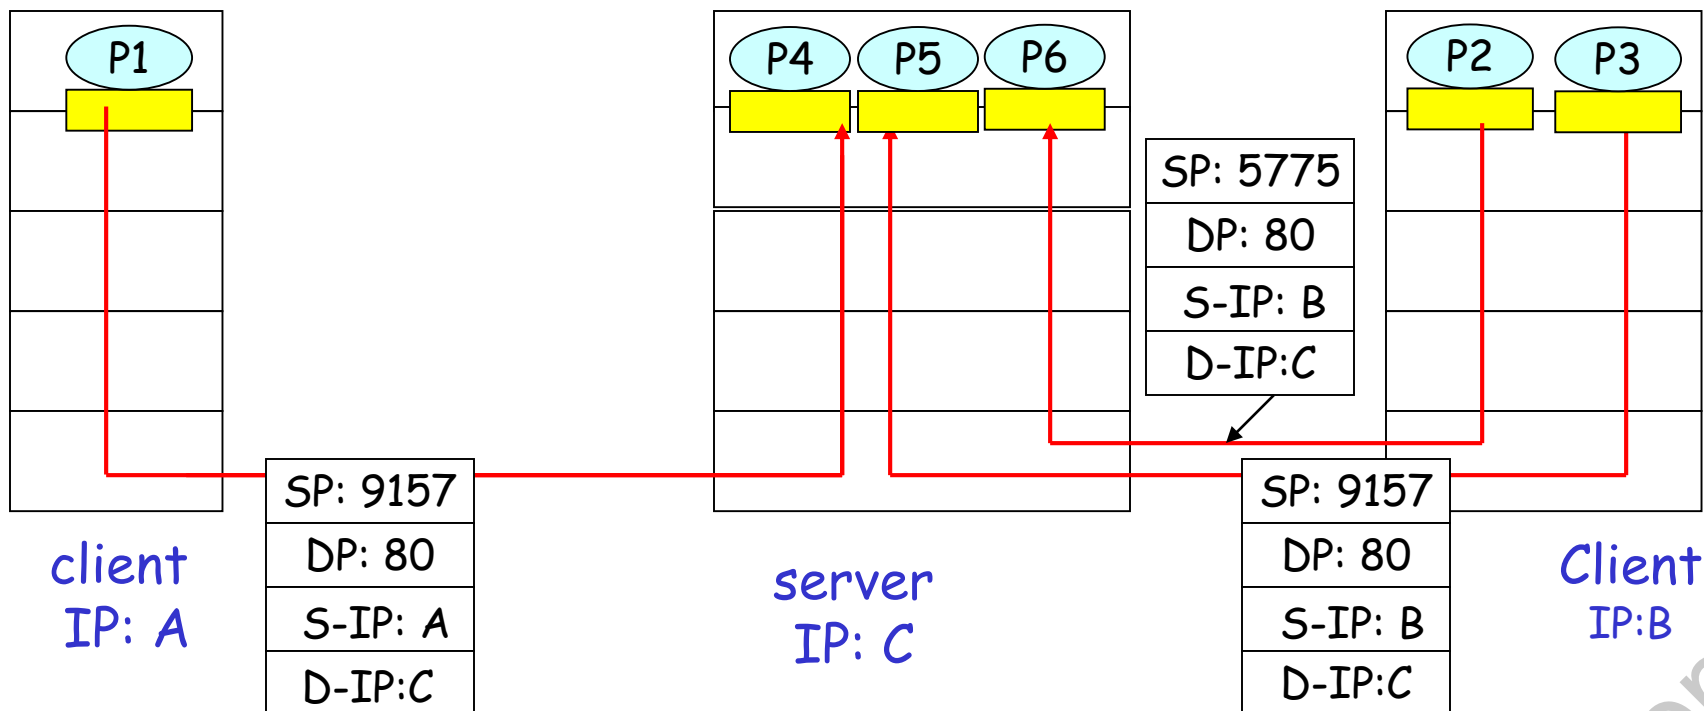 P1
P4
P5
P6
P2
P3
SP: 5775
DP: 80
S-IP: B
D-IP:C
SP: 9157
DP: 80
S-IP: A
D-IP:C
SP: 9157
DP: 80
S-IP: B
D-IP:C
client
IP: A
server
IP: C
Client
IP:B